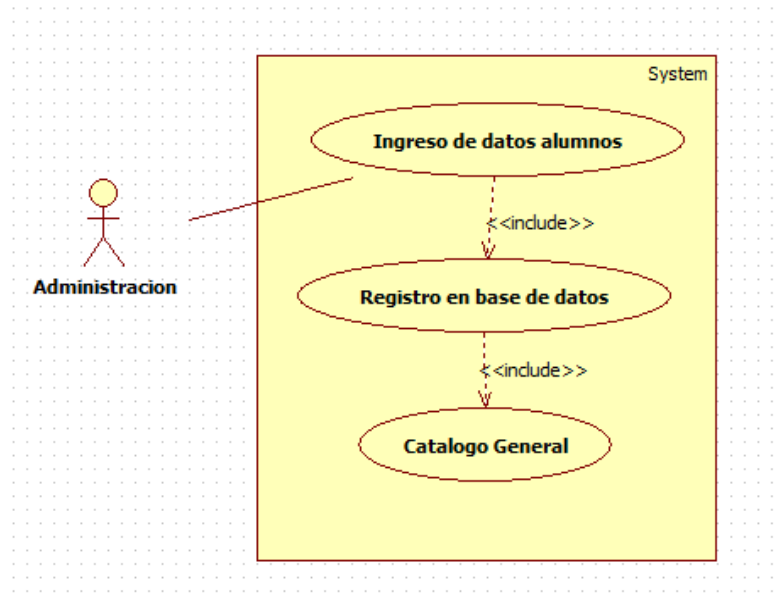 System
Ingreso de datos alumnos
<<include>>
Administracion
Registro en base de datos
<<include>>
Catalogo General